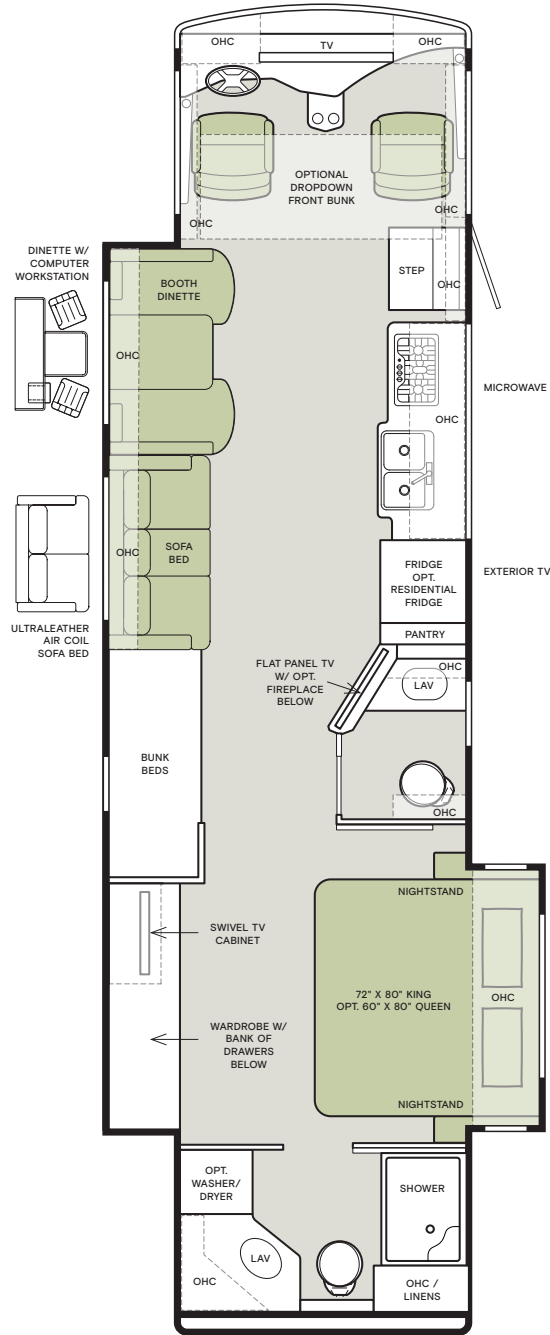 OHC
TV
OHC
OPTIONAL
DROPDOWN
FRONT BUNK
OHC
OHC
DINETTE W/
COMPUTER
WORKSTATION
BOOTH
DINETTE
STEP
OHC
OHC
MICROWAVE
OHC
ULTRALEATHER
AIR COIL
SOFA BED
OHC
SOFA
BED
FRIDGE
OPT.
RESIDENTIAL
FRIDGE
EXTERIOR TV
PANTRY
FLAT PANEL TV
W/ OPT.
FIREPLACE
BELOW
OHC
LAV
BUNK
BEDS
OHC
NIGHTSTAND
SWIVEL TV
CABINET
72" X 80" KING
OPT. 60" X 80" QUEEN
OHC
WARDROBE W/
BANK OF
DRAWERS
BELOW
NIGHTSTAND
OPT.
WASHER/
DRYER
SHOWER
LAV
OHC
OHC /
LINENS